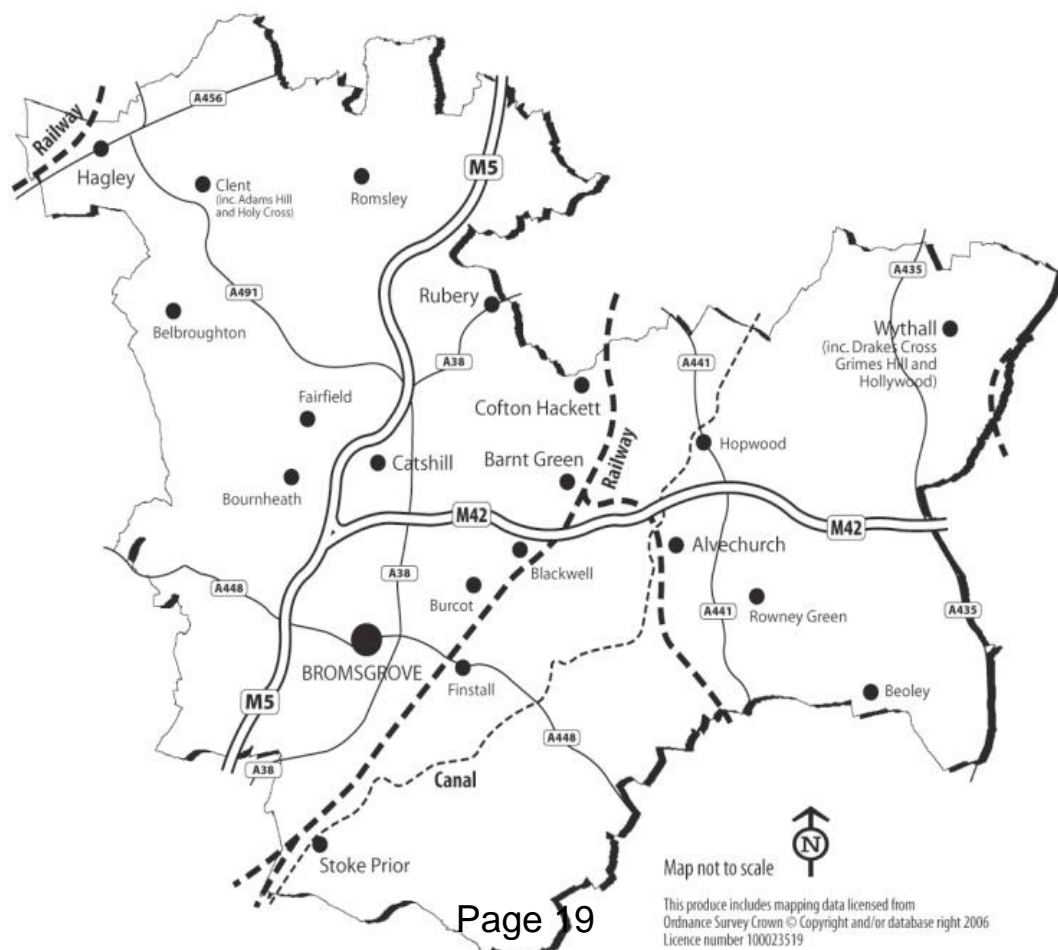 A456
Railway
Hagley
Clent
(inc. Adams Hill
and Holy Cross)
Romsley
M5
A491
Rubery
Belbroughton
A38
A435
Wythall
(inc. Drakes Cross
Grimes Hill and
Hollywood)
A441
Fairfield
Cofton Hackett
Railway
Hopwood
Catshill
Barnt Green
Bournheath
M42
M42
Alvechurch
Blackwell
A448
A38
Burcot
A441
Rowney Green
A435
BROMSGROVE
Finstall
Beoley
M5
A448
A38
Canal
Stoke Prior
N
Map not to scale
This produce includes mapping data licensed from
Ordnance Survey Crown © Copyright and/or database right 2006
Licence number 100023519
Page 19